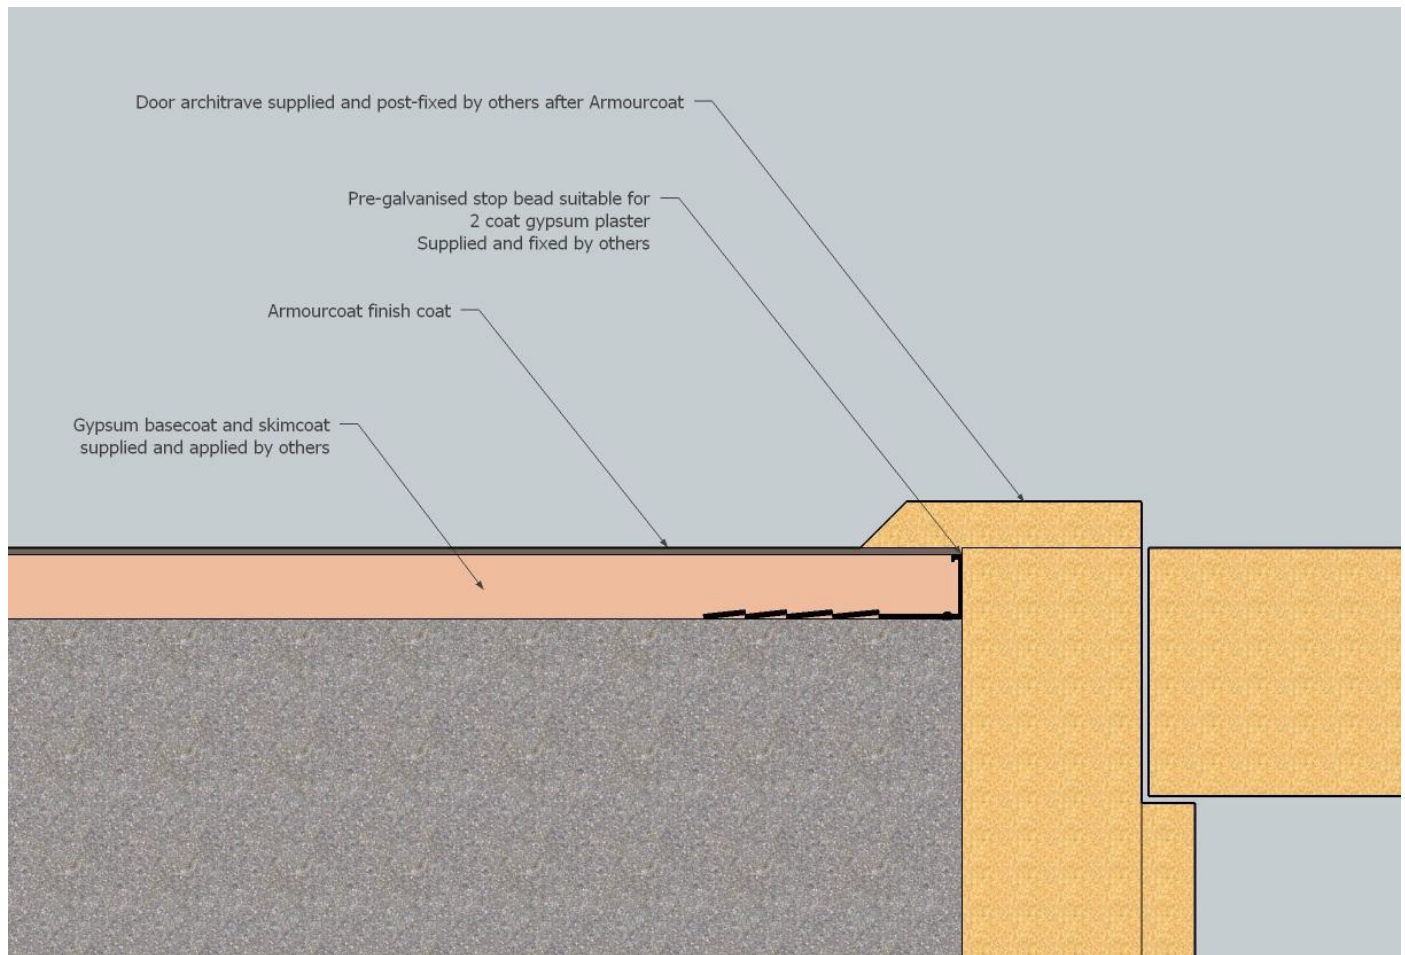 Door architrave supplied and post-fixed by others after Armourcoat
Pre-galvanised stop bead suitable for
2 coat gypsum plaster
Supplied and fixed by others
Armourcoat finish coat
Gypsum basecoat and skimcoat
supplied and applied by others